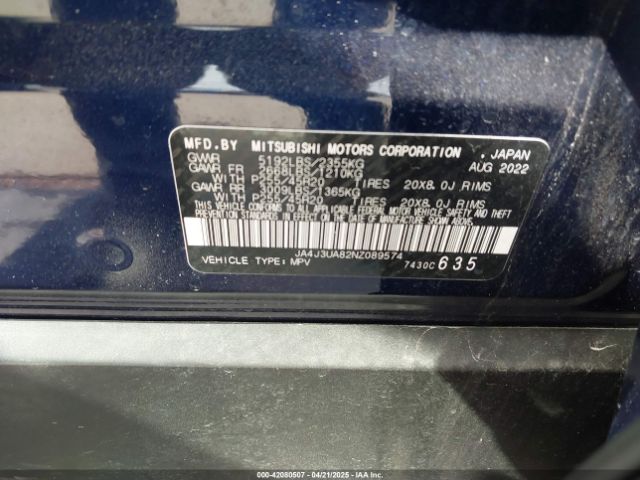 MFD.BY MITSUBISHI MOTORS CORPORATION , JAPAN
GVWR 5192LBS/2355KG AUG 2022
GAWR FR 2668LBS/1210KG
WITH P255/45R20 TIRES 20X8.0J RIMS
GAWR RR 3009LBS/1365KG
WITH P255/45R20 TIRES 20X8.0J RIMS
THIS VEHICLE CONFORMS TO ALL APPLICABLE FEDERAL MOTOR VEHICLE SAFETY AND THEFT
PREVENTION STANDARDS IN EFFECT ON THE DATE OF MANUFACTURE SHOWN ABOVE.
JA4J3UA82NZ089574
VEHICLE TYPE: MPV 7430C 635
000-42080507 - 04/21/2025 - IAAI.COM